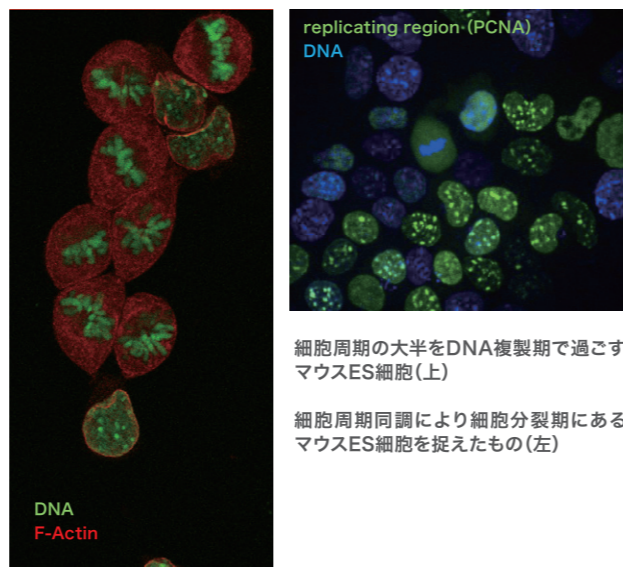 replicating region (PCNA)
DNA
細胞周期の大半をDNA複製期で過ごす
マウスES細胞(上)
細胞周期同調により細胞分裂期にある
マウスES細胞を捉えたもの(左)
DNA
F-Actin